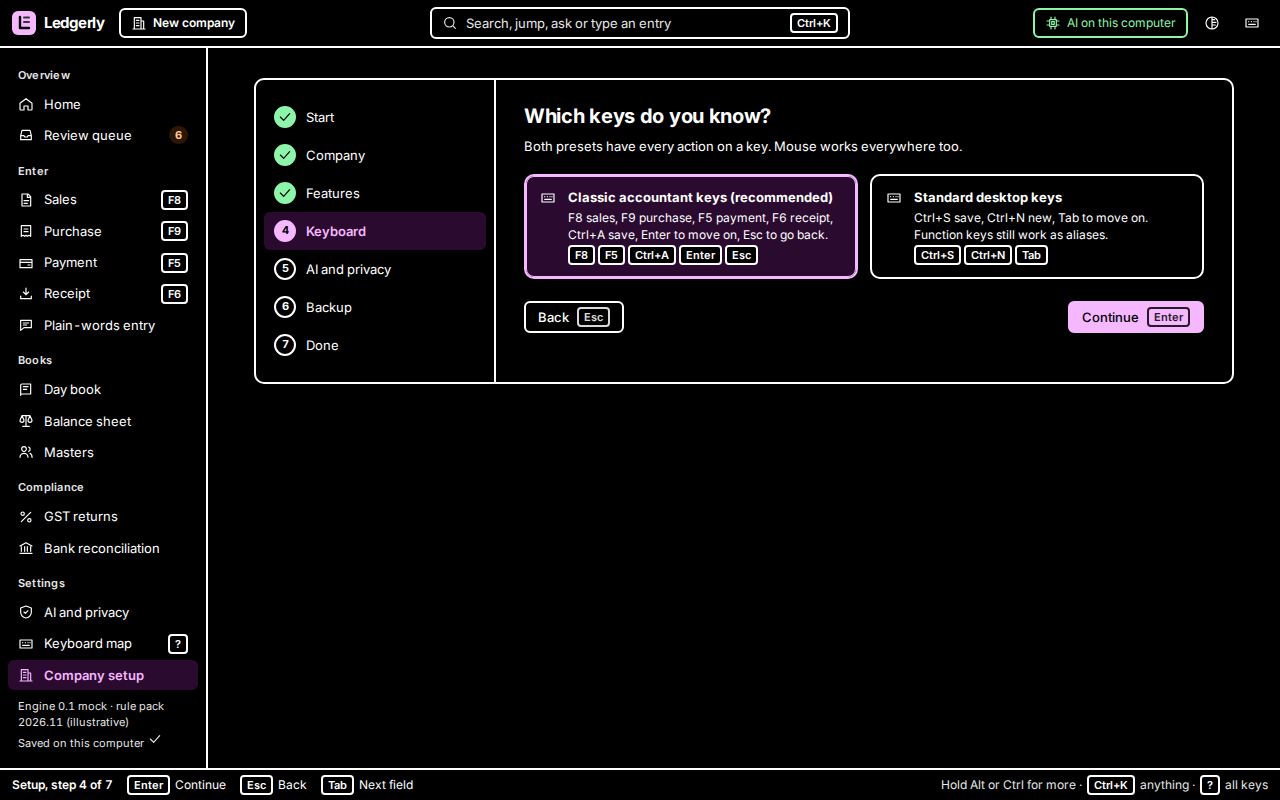 Ledgerly
New company
Search, jump, ask or type an entry
Ctrl+K
AI on this computer
Overview
Home
Review queue 6
Enter
Sales F8
Purchase F9
Payment F5
Receipt F6
Plain-words entry
Books
Day book
Balance sheet
Masters
Compliance
GST returns
Bank reconciliation
Settings
AI and privacy
Keyboard map ?
Company setup
Engine 0.1 mock · rule pack
2026.11 (illustrative)
Saved on this computer
Start
Company
Features
4 Keyboard
5 AI and privacy
6 Backup
7 Done
Which keys do you know?
Both presets have every action on a key. Mouse works everywhere too.
Classic accountant keys (recommended)
F8 sales, F9 purchase, F5 payment, F6 receipt,
Ctrl+A save, Enter to move on, Esc to go back.
F8 F5 Ctrl+A Enter Esc
Standard desktop keys
Ctrl+S save, Ctrl+N new, Tab to move on.
Function keys still work as aliases.
Ctrl+S Ctrl+N Tab
Back Esc
Continue Enter
Setup, step 4 of 7 Enter Continue Esc Back Tab Next field
Hold Alt or Ctrl for more · Ctrl+K anything · ? all keys